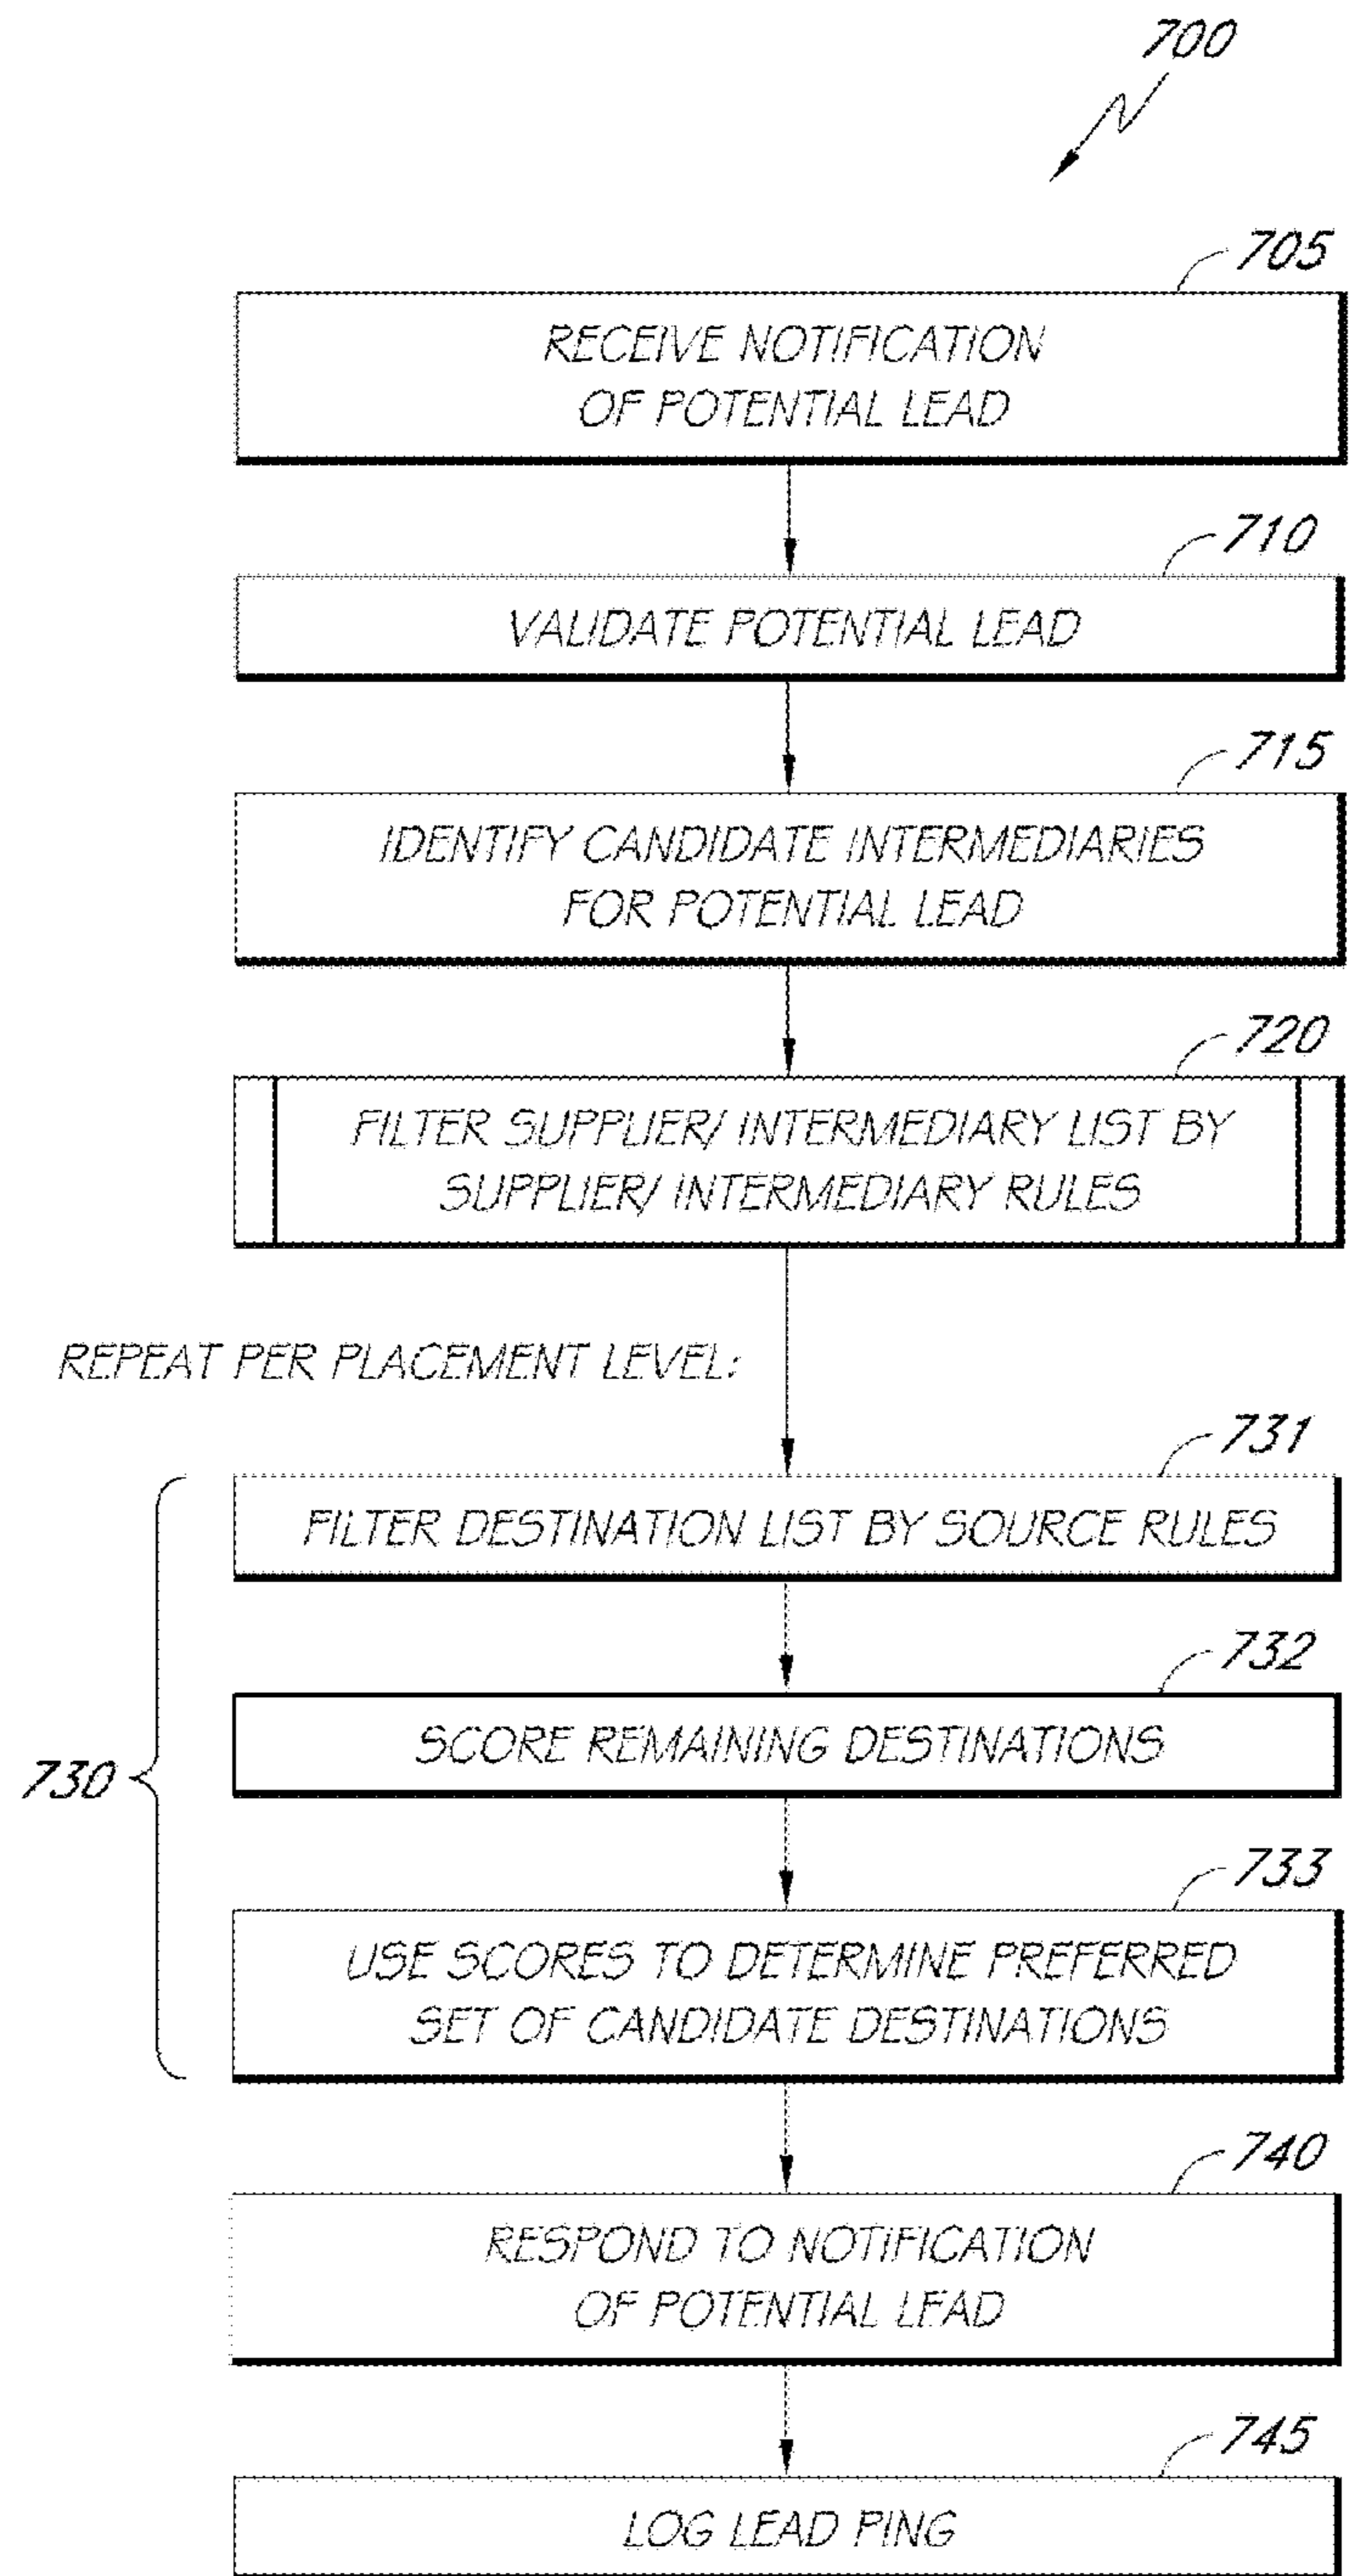 700
705
RECEIVE NOTIFICATION
OF POTENTIAL LEAD
710
VALIDATE POTENTIAL LEAD
715
IDENTIFY CANDIDATE INTERMEDIARIES
FOR POTENTIAL LEAD
720
FILTER SUPPLIER/ INTERMEDIARY LIST BY
SUPPLIER/ INTERMEDIARY RULES
REPEAT PER PLACEMENT LEVEL:
731
FILTER DESTINATION LIST BY SOURCE RULES
732
SCORE REMAINING DESTINATIONS
730
733
USE SCORES TO DETERMINE PREFERRED
SET OF CANDIDATE DESTINATIONS
740
RESPOND TO NOTIFICATION
OF POTENTIAL LEAD
745
LOG LEAD PING